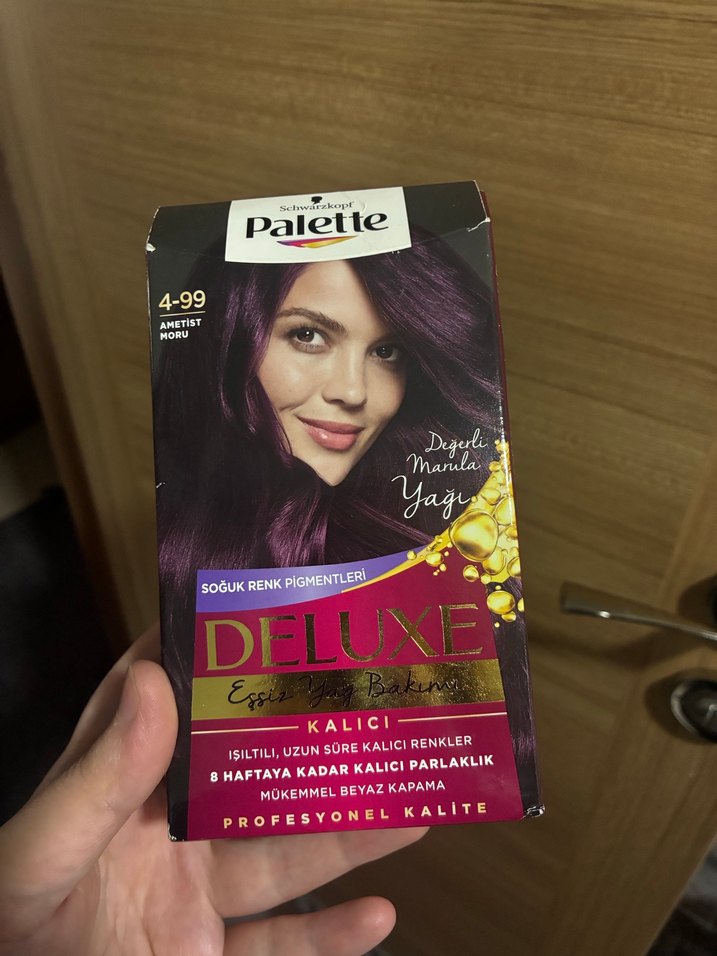 Schwarzkopf
Palette
4-99
AMETİST
MORU
Değerli
Marula
Yağı
SOĞUK RENK PİGMENTLERİ
DELUXE
Eşsiz Yağ Bakımı
KALICI
IŞILTILI, UZUN SÜRE KALICI RENKLER
8 HAFTAYA KADAR KALICI PARLAKLIK
MÜKEMMEL BEYAZ KAPAMA
PROFESYONEL KALİTE